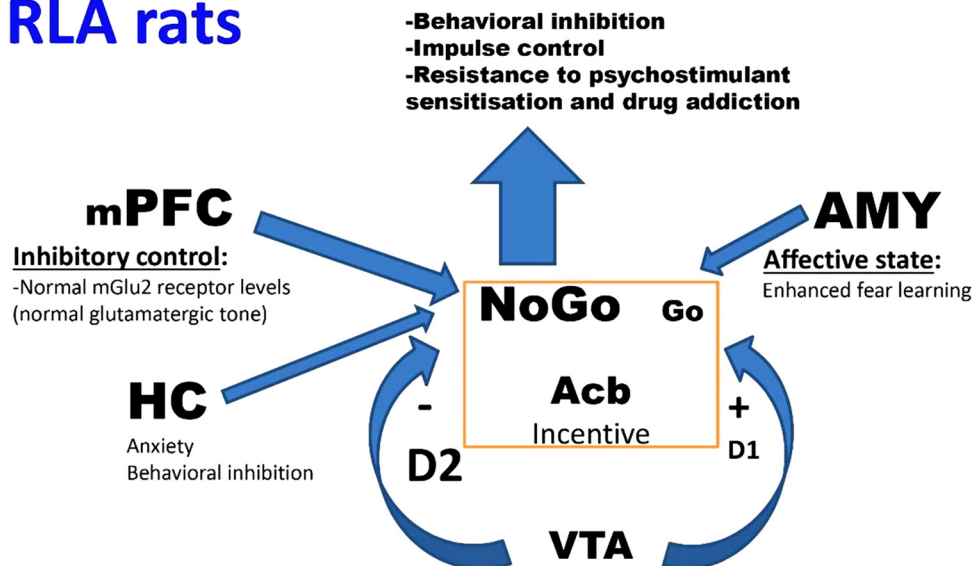 RLA rats
-Behavioral inhibition
-Impulse control
-Resistance to psychostimulant
sensitisation and drug addiction
mPFC
Inhibitory control:
-Normal mGlu2 receptor levels
(normal glutamatergic tone)
AMY
Affective state:
Enhanced fear learning
NoGo Go
HC
Anxiety
Behavioral inhibition
Acb
Incentive
-
D2
+
D1
VTA